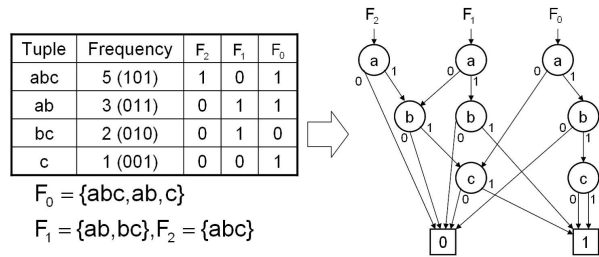 Tuple Frequency F₂ F₁ F₀
abc 5 (101) 1 0 1
ab 3 (011) 0 1 1
bc 2 (010) 0 1 0
c 1 (001) 0 0 1
F₀ = {abc,ab,c}
F₁ = {ab,bc},F₂ = {abc}
F₂ F₁ F₀
a a a
0 1 0 1 0 1
b b b
0 1 0 1 0 1
c c
0 1 0 1
0 1